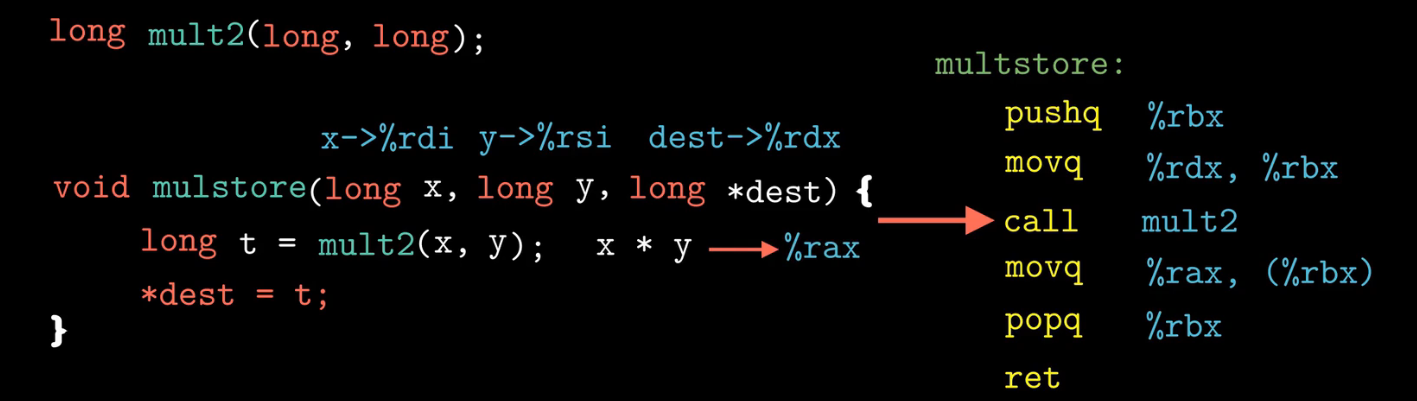 long mult2(long, long);
x->%rdi y->%rsi dest->%rdx
void mulstore(long x, long y, long *dest) {
long t = mult2(x, y); x * y → %rax
*dest = t;
}
multstore:
pushq %rbx
movq %rdx, %rbx
call mult2
movq %rax, (%rbx)
popq %rbx
ret